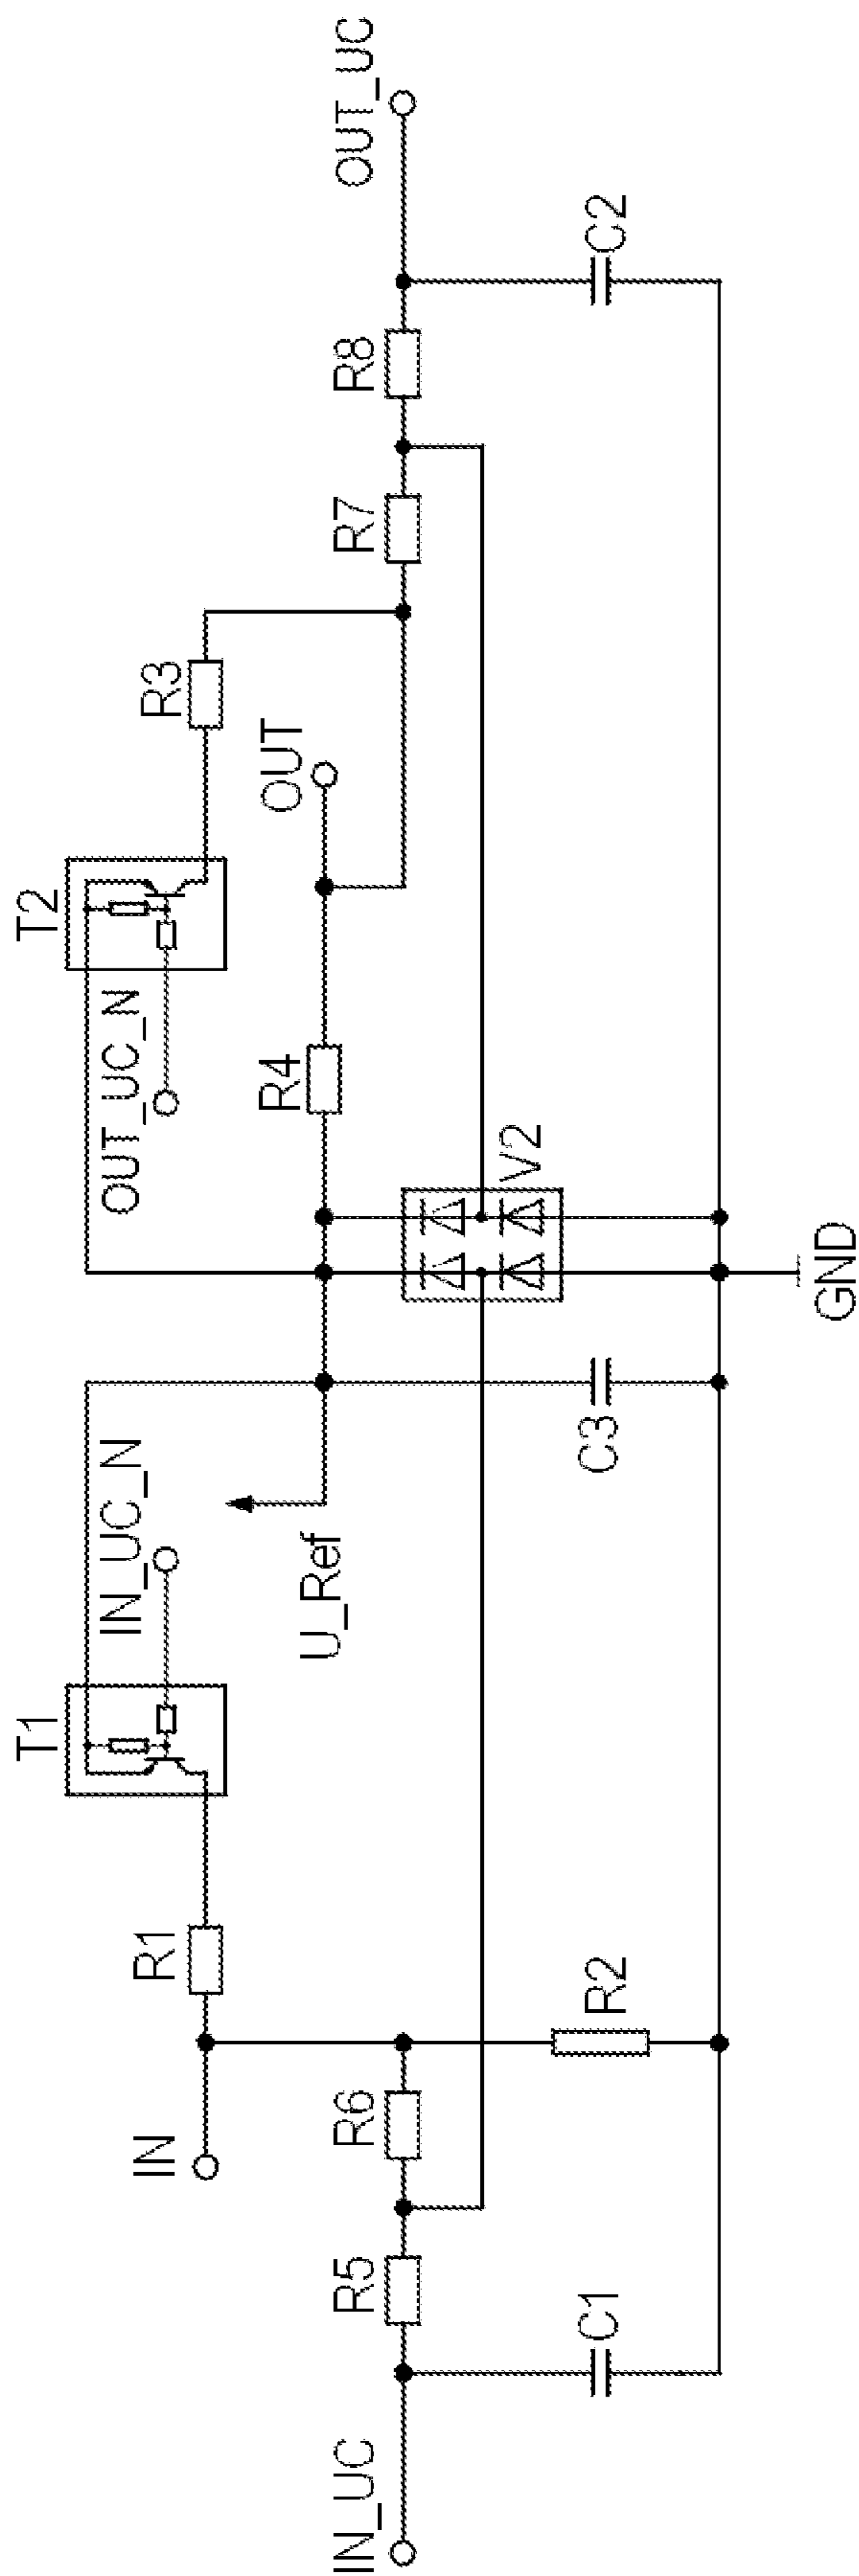 T1
T2
IN_UC_N
OUT_UC_N
IN
R1
R3
U_Ref
R4
OUT
IN_UC
R5
R6
R7
R8
OUT_UC
V2
C1
R2
C3
C2
GND